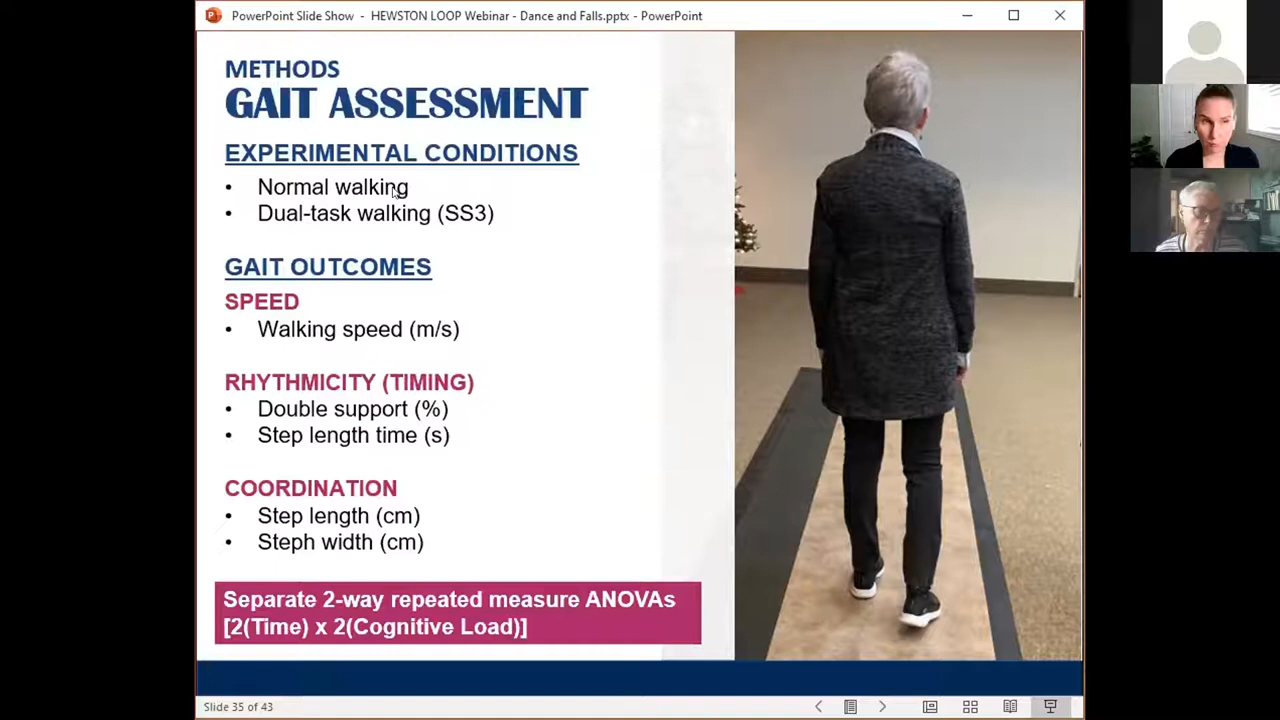 PowerPoint Slide Show - HEWSTON LOOP Webinar - Dance and Falls.pptx - PowerPoint
METHODS
GAIT ASSESSMENT
EXPERIMENTAL CONDITIONS
• Normal walking
• Dual-task walking (SS3)
GAIT OUTCOMES
SPEED
• Walking speed (m/s)
RHYTHMICITY (TIMING)
• Double support (%)
• Step length time (s)
COORDINATION
• Step length (cm)
• Steph width (cm)
Separate 2-way repeated measure ANOVAs
[2(Time) x 2(Cognitive Load)]
Slide 35 of 43